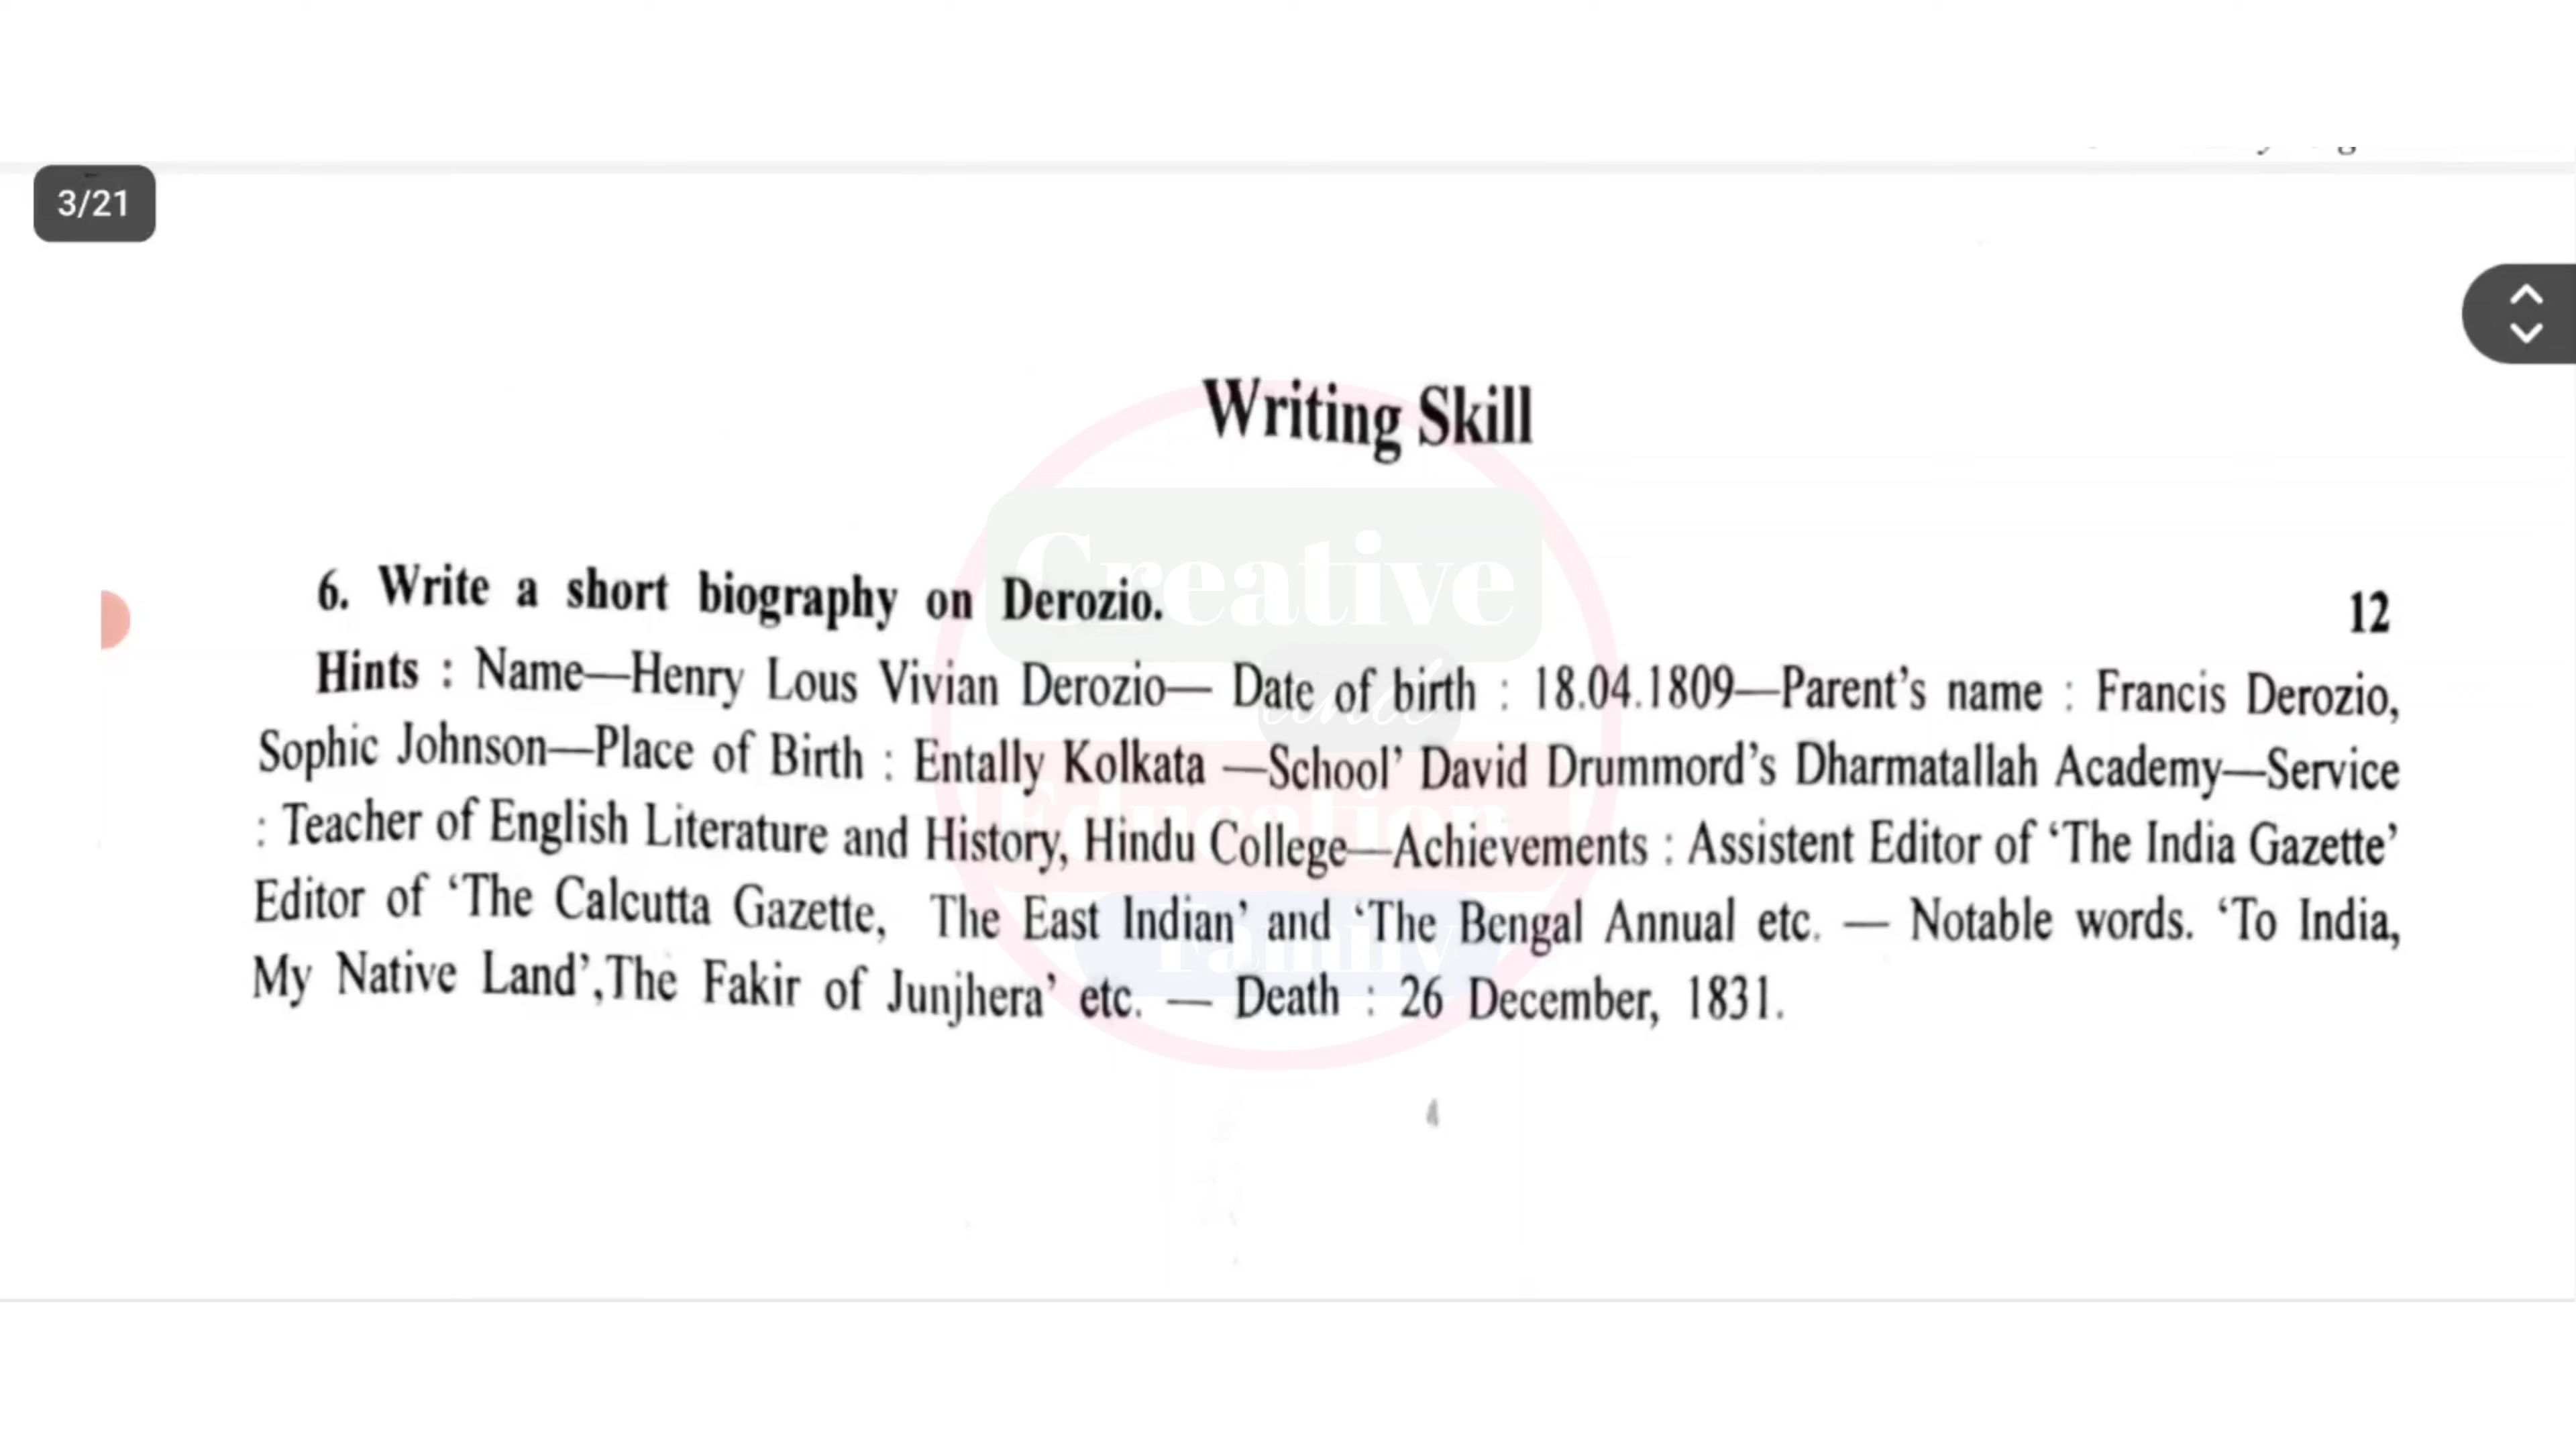 3/21
Writing Skill
Creative
and
Education
Family
6. Write a short biography on Derozio. 12
Hints : Name—Henry Lous Vivian Derozio— Date of birth : 18.04.1809—Parent's name : Francis Derozio,
Sophic Johnson—Place of Birth : Entally Kolkata —School' David Drummord's Dharmatallah Academy—Service
: Teacher of English Literature and History, Hindu College—Achievements : Assistent Editor of 'The India Gazette'
Editor of 'The Calcutta Gazette, The East Indian' and 'The Bengal Annual etc. — Notable words. 'To India,
My Native Land',The Fakir of Junjhera' etc. — Death : 26 December, 1831.